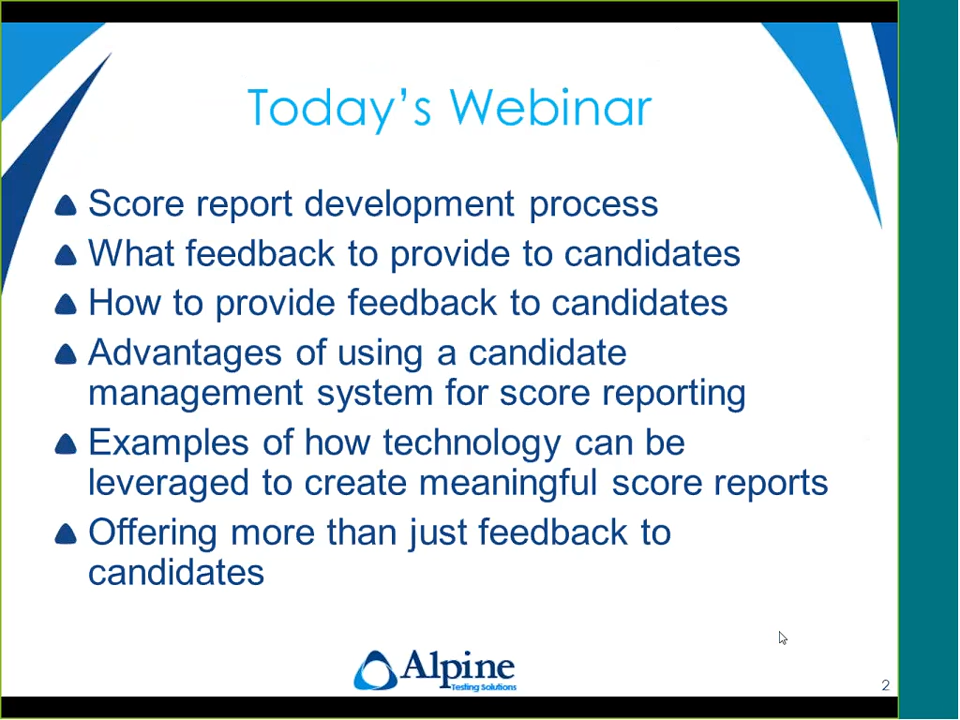 Today's Webinar
Score report development process
What feedback to provide to candidates
How to provide feedback to candidates
Advantages of using a candidate
management system for score reporting
Examples of how technology can be
leveraged to create meaningful score reports
Offering more than just feedback to
candidates
Alpine
Testing Solutions
2